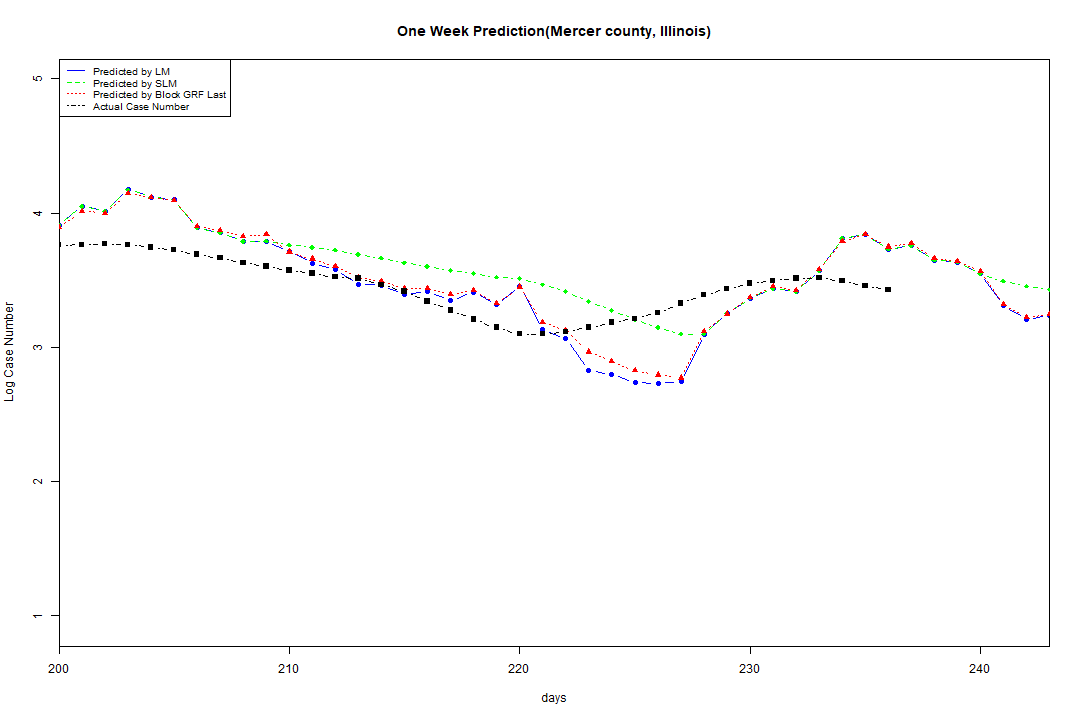 One Week Prediction(Mercer county, Illinois)
Predicted by LM
Predicted by SLM
Predicted by Block GRF Last
Actual Case Number
5
4
3
2
1
Log Case Number
200 210 220 230 240
days